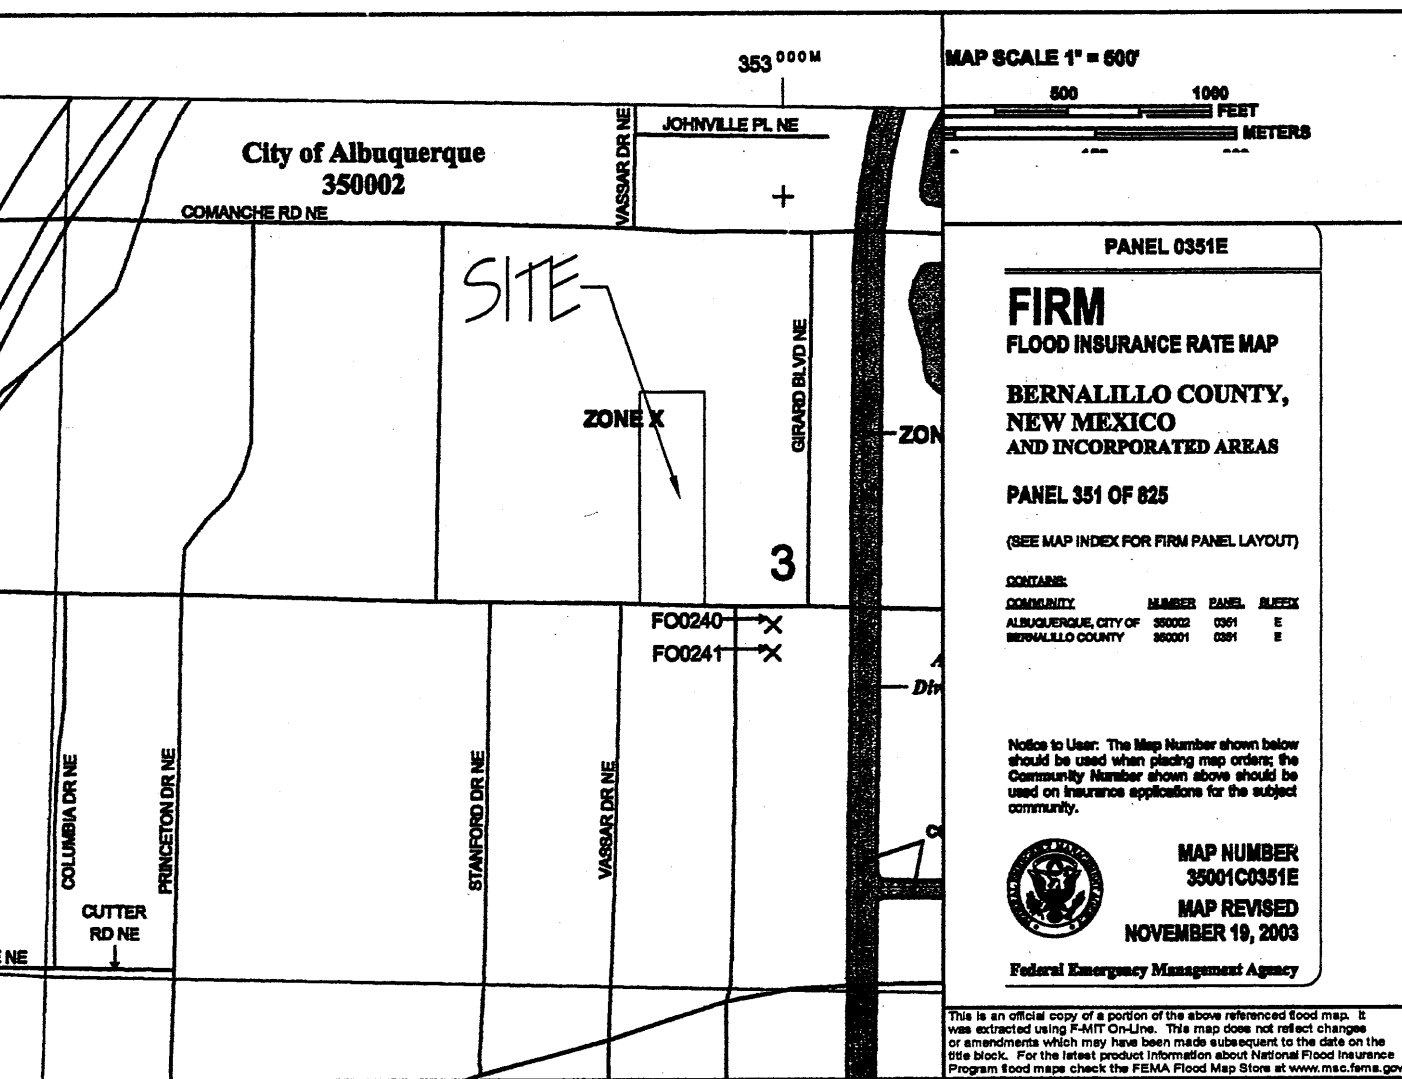 353 000M
MAP SCALE 1" = 500'
500 1000
FEET
METERS
VASSAR DR NE
JOHNVILLE PL NE
City of Albuquerque
350002
COMANCHE RD NE
SITE
GIRARD BLVD NE
ZONE X
ZON
3
FO0240
FO0241
Div
COLUMBIA DR NE
PRINCETON DR NE
STANFORD DR NE
VASSAR DR NE
CUTTER
RD NE
NE
PANEL 0351E
FIRM
FLOOD INSURANCE RATE MAP
BERNALILLO COUNTY,
NEW MEXICO
AND INCORPORATED AREAS
PANEL 351 OF 825
(SEE MAP INDEX FOR FIRM PANEL LAYOUT)
CONTAINS:
COMMUNITY NUMBER PANEL SUFFIX
ALBUQUERQUE, CITY OF 350002 0351 E
BERNALILLO COUNTY 350001 0351 E
Notice to User: The Map Number shown below
should be used when placing map orders; the
Community Number shown above should be
used on insurance applications for the subject
community.
MAP NUMBER
35001C0351E
MAP REVISED
NOVEMBER 19, 2003
Federal Emergency Management Agency
This is an official copy of a portion of the above referenced flood map. It
was extracted using F-MIT On-Line. This map does not reflect changes
or amendments which may have been made subsequent to the date on the
title block. For the latest product information about National Flood Insurance
Program flood maps check the FEMA Flood Map Store at www.msc.fema.gov